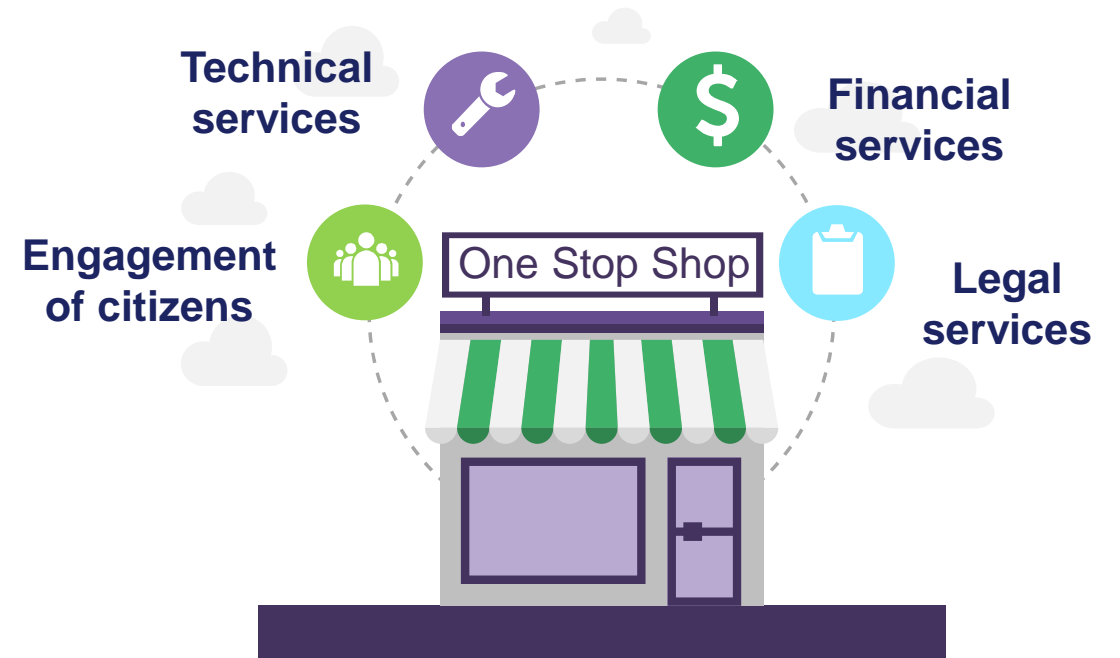 Technical
services
Financial
services
Engagement
of citizens
One Stop Shop
Legal
services